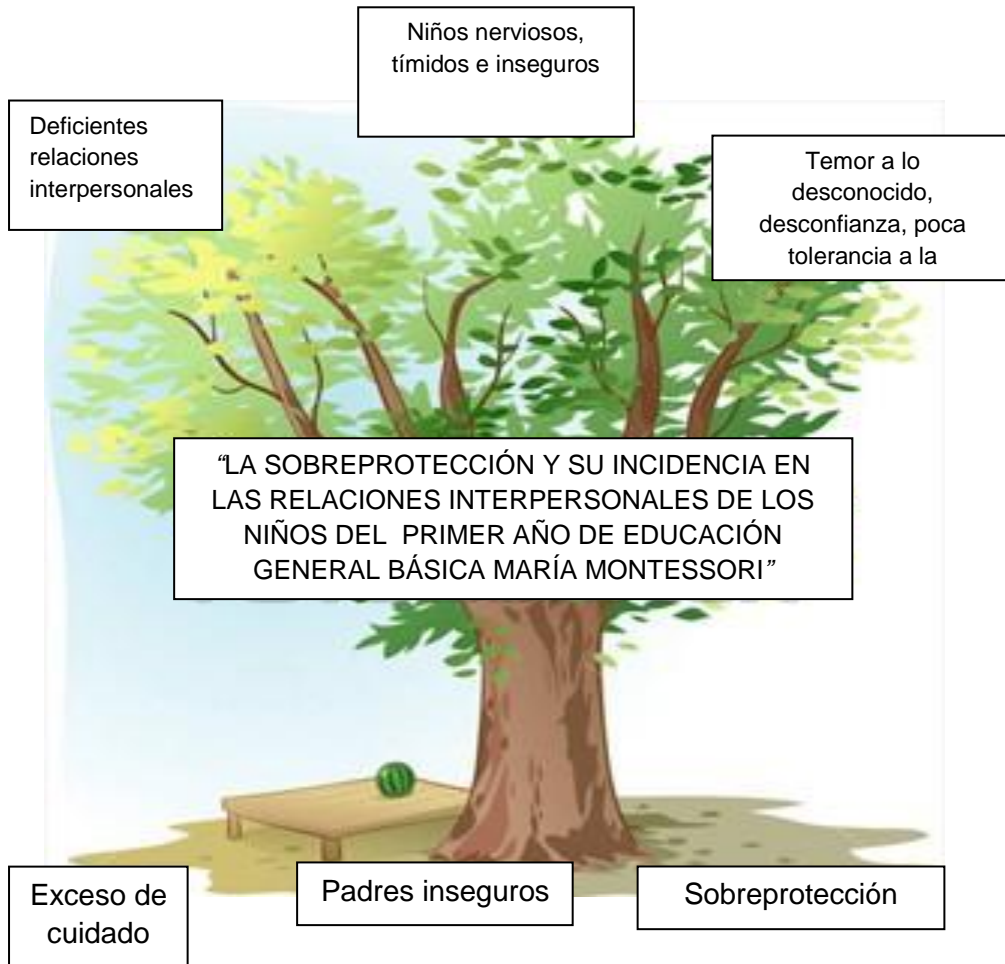 Niños nerviosos,
tímidos e inseguros
Deficientes
relaciones
interpersonales
Temor a lo
desconocido,
desconfianza, poca
tolerancia a la
“LA SOBREPROTECCIÓN Y SU INCIDENCIA EN
LAS RELACIONES INTERPERSONALES DE LOS
NIÑOS DEL PRIMER AÑO DE EDUCACIÓN
GENERAL BÁSICA MARÍA MONTESSORI”
Exceso de
cuidado
Padres inseguros
Sobreprotección